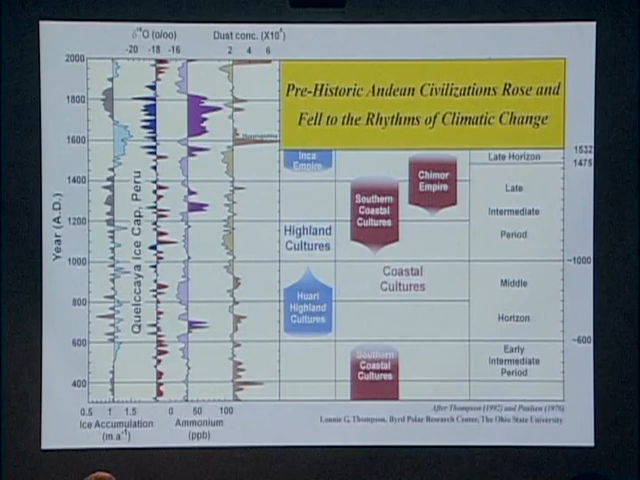 δ18O (o/oo) Dust conc. (X10⁴)
-20 -18 -16 2 4 6
Pre-Historic Andean Civilizations Rose and
Fell to the Rhythms of Climatic Change
2000
1800
1600
1400
1200
1000
800
600
400
Year (A.D.)
Quelccaya Ice Cap, Peru
Huaynaputina
Inca
Empire
Chimor
Empire
Southern
Coastal
Cultures
Highland
Cultures
Coastal
Cultures
Huari
Highland
Cultures
Southern
Coastal
Cultures
Late Horizon
Late
Intermediate
Period
Middle
Horizon
Early
Intermediate
Period
1532
1475
~1000
~600
0.5 1 1.5 0 50 100
Ice Accumulation
(m a⁻¹)
Ammonium
(ppb)
After Thompson (1992) and Paulsen (1976)
Lonnie G. Thompson, Byrd Polar Research Center, The Ohio State University